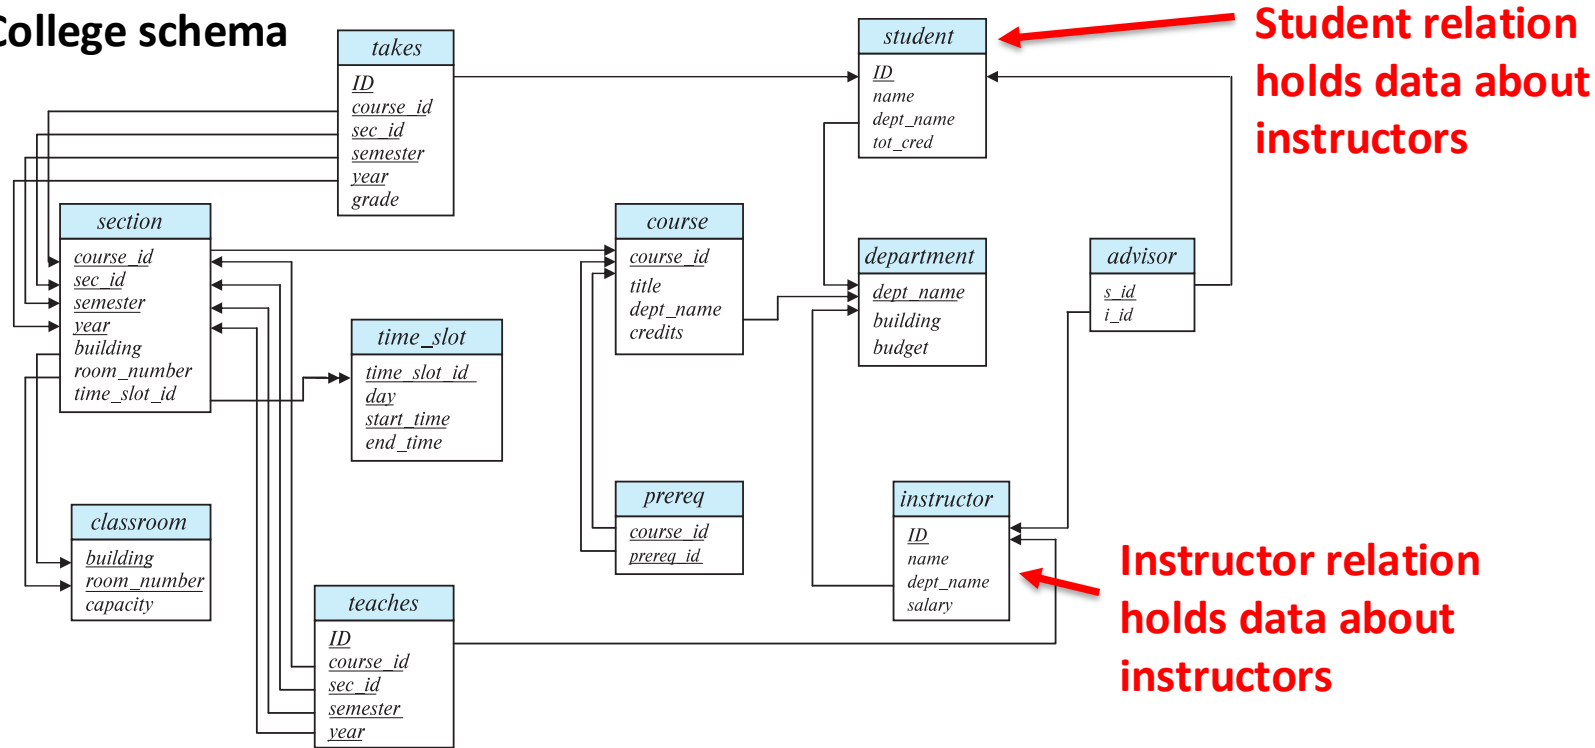 College schema
takes
ID
course_id
sec_id
semester
year
grade
student
ID
name
dept_name
tot_cred
Student relation
holds data about
instructors
section
course_id
sec_id
semester
year
building
room_number
time_slot_id
course
course_id
title
dept_name
credits
department
dept_name
building
budget
advisor
s_id
i_id
time_slot
time_slot_id
day
start_time
end_time
classroom
building
room_number
capacity
prereq
course_id
prereq_id
instructor
ID
name
dept_name
salary
Instructor relation
holds data about
instructors
teaches
ID
course_id
sec_id
semester
year